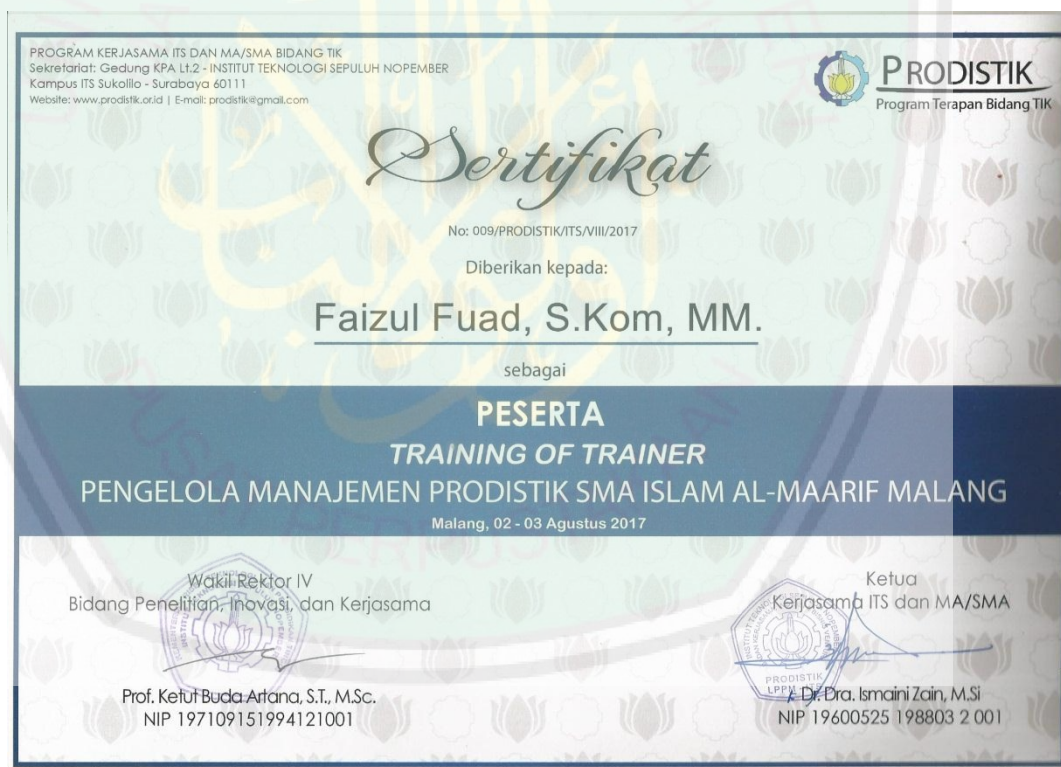 PROGRAM KERJASAMA ITS DAN MA/SMA BIDANG TIK
Sekretariat: Gedung KPA Lt.2 - INSTITUT TEKNOLOGI SEPULUH NOPEMBER
Kampus ITS Sukolilo - Surabaya 60111
Website: www.prodistik.or.id | E-mail: prodistik@gmail.com
PRODISTIK
Program Terapan Bidang TIK
Sertifikat
No: 009/PRODISTIK/ITS/VIII/2017
Diberikan kepada:
Faizul Fuad, S.Kom, MM.
sebagai
PESERTA
TRAINING OF TRAINER
PENGELOLA MANAJEMEN PRODISTIK SMA ISLAM AL-MAARIF MALANG
Malang, 02 - 03 Agustus 2017
Wakil Rektor IV
Bidang Penelitian, Inovasi, dan Kerjasama
Prof. Ketut Buda Artana, S.T., M.Sc.
NIP 197109151994121001
Ketua
Kerjasama ITS dan MA/SMA
PRODISTIK
Dr. Dra. Ismaini Zain, M.Si
NIP 19600525 198803 2 001